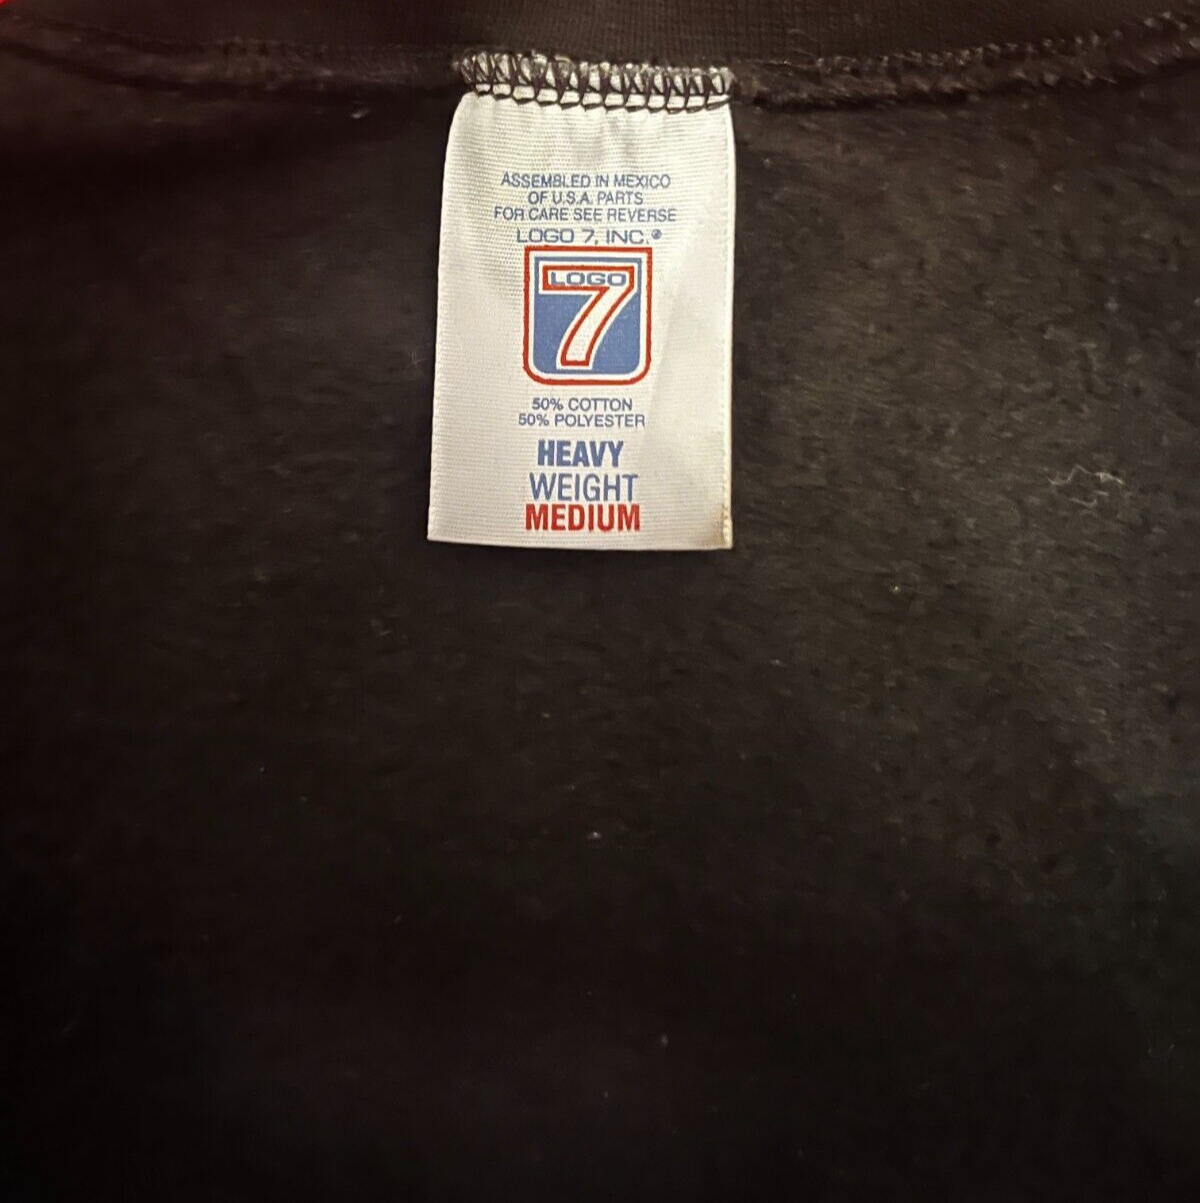 ASSEMBLED IN MEXICO
OF U.S.A. PARTS
FOR CARE SEE REVERSE
LOGO 7, INC.®
LOGO
7
50% COTTON
50% POLYESTER
HEAVY
WEIGHT
MEDIUM